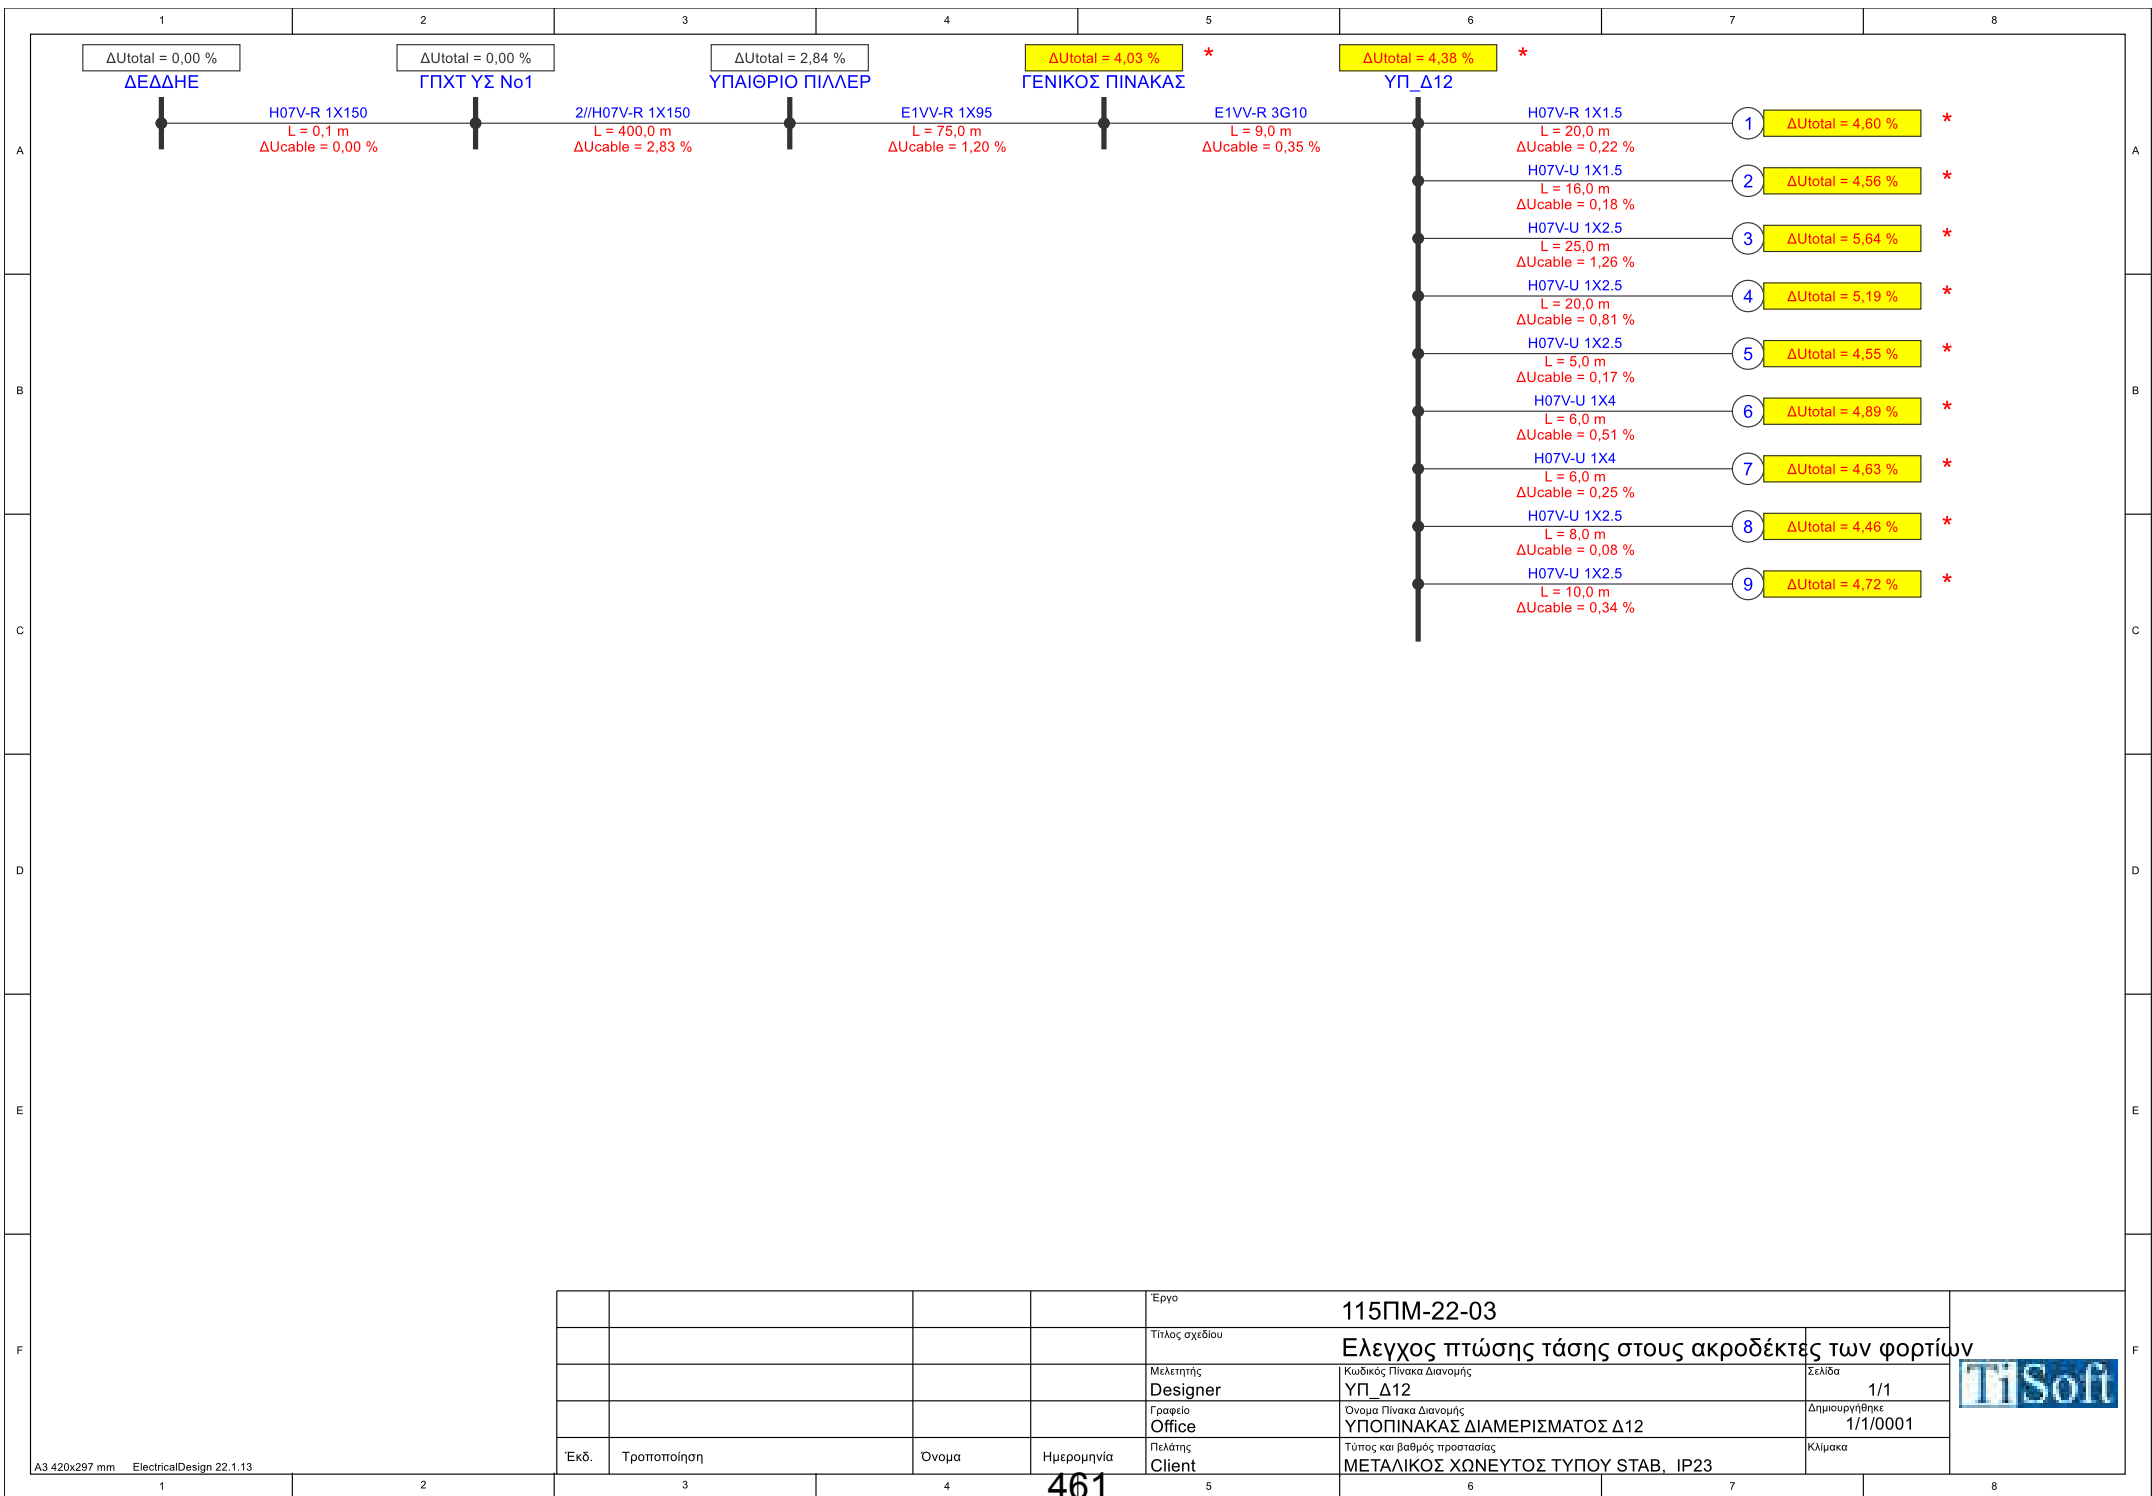 1 2 3 4 5 6 7 8
ΔUtotal = 0,00 % ΔUtotal = 0,00 % ΔUtotal = 2,84 % ΔUtotal = 4,03 % * ΔUtotal = 4,38 % *
ΔΕΔΔΗΕ ΓΠΧΤ ΥΣ Νο1 ΥΠΑΙΘΡΙΟ ΠΙΛΛΕΡ ΓΕΝΙΚΟΣ ΠΙΝΑΚΑΣ ΥΠ_Δ12
H07V-R 1X150 2//H07V-R 1X150 E1VV-R 1X95 E1VV-R 3G10 H07V-R 1X1.5
1 ΔUtotal = 4,60 % *
L = 0,1 m L = 400,0 m L = 75,0 m L = 9,0 m L = 20,0 m
ΔUcable = 0,00 % ΔUcable = 2,83 % ΔUcable = 1,20 % ΔUcable = 0,35 % ΔUcable = 0,22 %
A A
H07V-U 1X1.5
2 ΔUtotal = 4,56 % *
L = 16,0 m
ΔUcable = 0,18 %
H07V-U 1X2.5
3 ΔUtotal = 5,64 % *
L = 25,0 m
ΔUcable = 1,26 %
H07V-U 1X2.5
4 ΔUtotal = 5,19 % *
L = 20,0 m
ΔUcable = 0,81 %
H07V-U 1X2.5
5 ΔUtotal = 4,55 % *
L = 5,0 m
ΔUcable = 0,17 %
B B
H07V-U 1X4
6 ΔUtotal = 4,89 % *
L = 6,0 m
ΔUcable = 0,51 %
H07V-U 1X4
7 ΔUtotal = 4,63 % *
L = 6,0 m
ΔUcable = 0,25 %
H07V-U 1X2.5
8 ΔUtotal = 4,46 % *
L = 8,0 m
ΔUcable = 0,08 %
H07V-U 1X2.5
9 ΔUtotal = 4,72 % *
L = 10,0 m
ΔUcable = 0,34 %
C C
D D
E E
F F
Έργο
115ΠΜ-22-03
Τίτλος σχεδίου
Ελεγχος πτώσης τάσης στους ακροδέκτες των φορτίων
Μελετητής Κωδικός Πίνακα Διανομής Σελίδα
Designer ΥΠ_Δ12 1/1
Γραφείο Όνομα Πίνακα Διανομής Δημιουργήθηκε
Office ΥΠΟΠΙΝΑΚΑΣ ΔΙΑΜΕΡΙΣΜΑΤΟΣ Δ12 1/1/0001
Πελάτης Τύπος και βαθμός προστασίας Κλίμακα
Client ΜΕΤΑΛΙΚΟΣ ΧΩΝΕΥΤΟΣ ΤΥΠΟΥ STAB, IP23
Έκδ. Τροποποίηση Όνομα Ημερομηνία
TiSoft
A3 420x297 mm ElectricalDesign 22.1.13
461
1 2 3 4 5 6 7 8